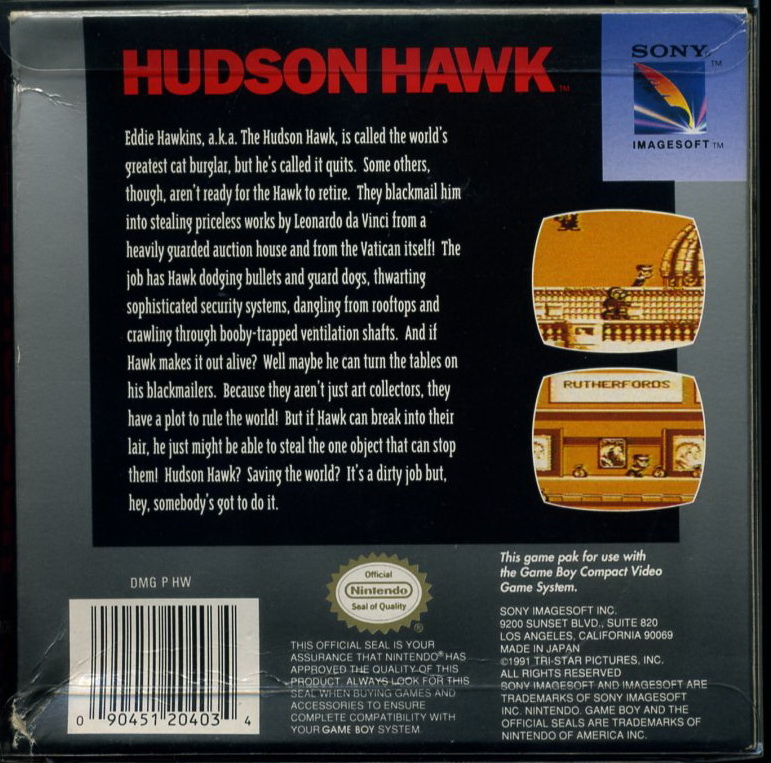 HUDSON HAWK™
SONY™
IMAGESOFT™
Eddie Hawkins, a.k.a. The Hudson Hawk, is called the world's
greatest cat burglar, but he's called it quits. Some others,
though, aren't ready for the Hawk to retire. They blackmail him
into stealing priceless works by Leonardo da Vinci from a
heavily guarded auction house and from the Vatican itself! The
job has Hawk dodging bullets and guard dogs, thwarting
sophisticated security systems, dangling from rooftops and
crawling through booby-trapped ventilation shafts. And if
Hawk makes it out alive? Well maybe he can turn the tables on
his blackmailers. Because they aren't just art collectors, they
have a plot to rule the world! But if Hawk can break into their
lair, he just might be able to steal the one object that can stop
them! Hudson Hawk? Saving the world? It's a dirty job but,
hey, somebody's got to do it.
RUTHERFORDS
DMG P HW
0 90451 20403 4
Official
Nintendo
Seal of Quality
®
THIS OFFICIAL SEAL IS YOUR
ASSURANCE THAT NINTENDO® HAS
APPROVED THE QUALITY OF THIS
PRODUCT. ALWAYS LOOK FOR THIS
SEAL WHEN BUYING GAMES AND
ACCESSORIES TO ENSURE
COMPLETE COMPATIBILITY WITH
YOUR GAME BOY SYSTEM.
This game pak for use with
the Game Boy Compact Video
Game System.
SONY IMAGESOFT INC.
9200 SUNSET BLVD., SUITE 820
LOS ANGELES, CALIFORNIA 90069
MADE IN JAPAN
©1991 TRI-STAR PICTURES, INC.
ALL RIGHTS RESERVED
SONY IMAGESOFT AND IMAGESOFT ARE
TRADEMARKS OF SONY IMAGESOFT
INC. NINTENDO. GAME BOY AND THE
OFFICIAL SEALS ARE TRADEMARKS OF
NINTENDO OF AMERICA INC.